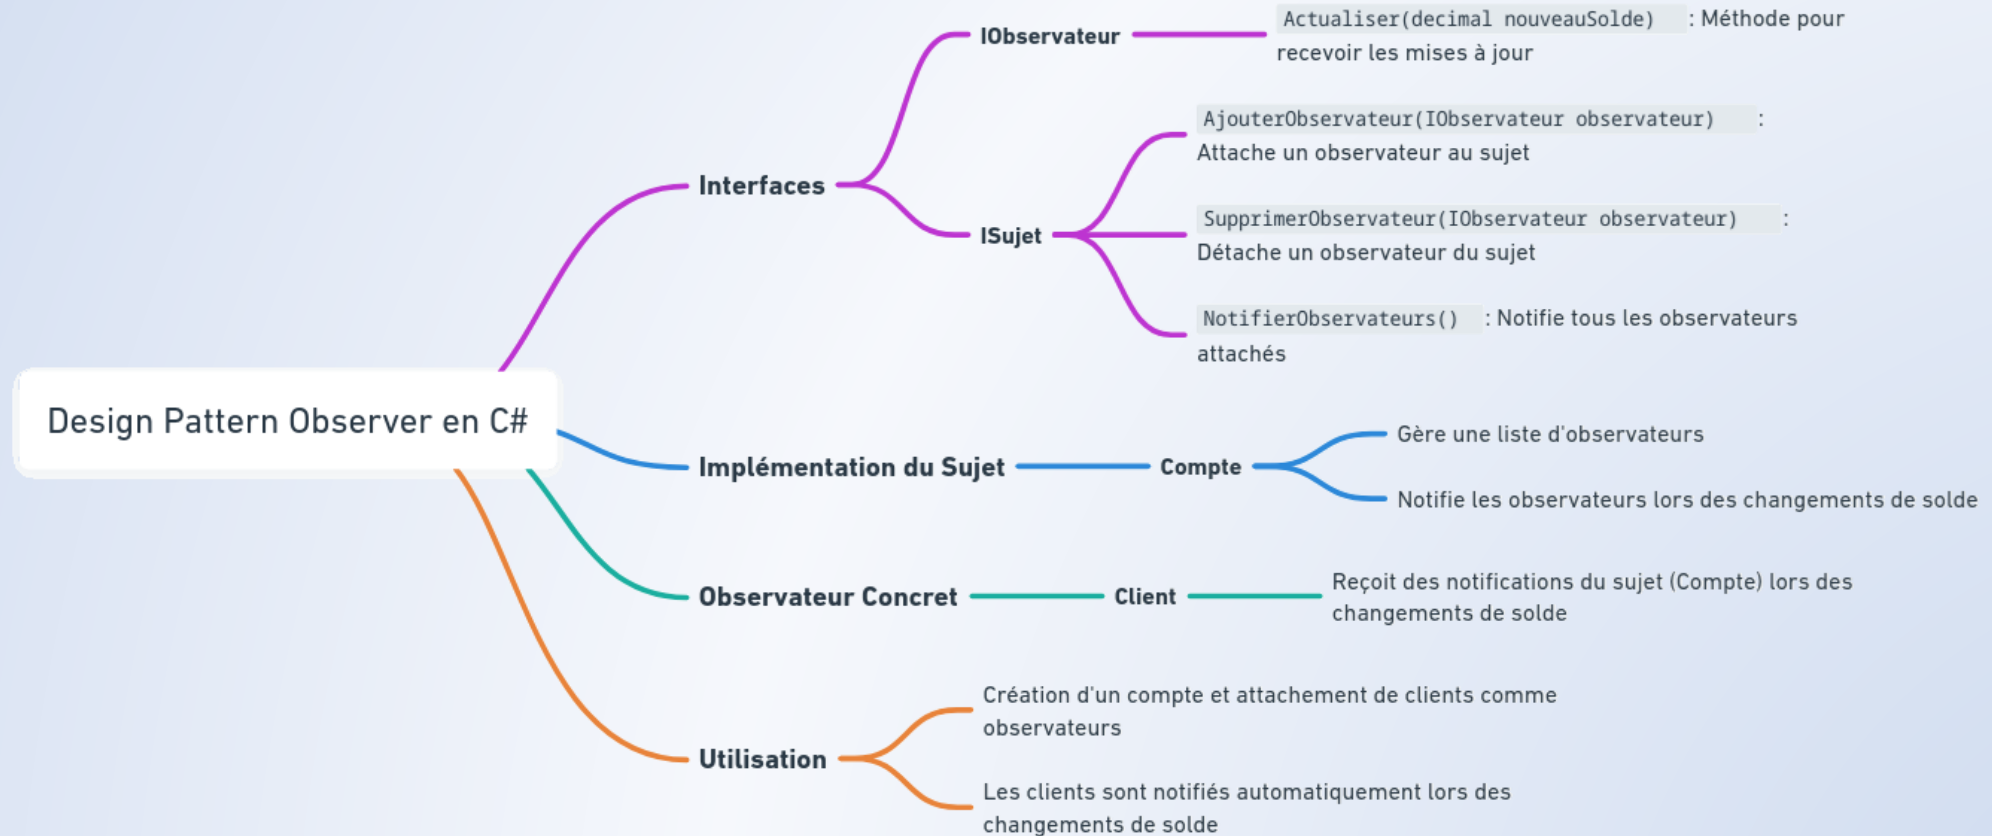 Design Pattern Observer en C#
Interfaces
IObservateur
Actualiser(decimal nouveauSolde) : Méthode pour
recevoir les mises à jour
ISujet
AjouterObservateur(IObservateur observateur) :
Attache un observateur au sujet
SupprimerObservateur(IObservateur observateur) :
Détache un observateur du sujet
NotifierObservateurs() : Notifie tous les observateurs
attachés
Implémentation du Sujet
Compte
Gère une liste d'observateurs
Notifie les observateurs lors des changements de solde
Observateur Concret
Client
Reçoit des notifications du sujet (Compte) lors des
changements de solde
Utilisation
Création d'un compte et attachement de clients comme
observateurs
Les clients sont notifiés automatiquement lors des
changements de solde